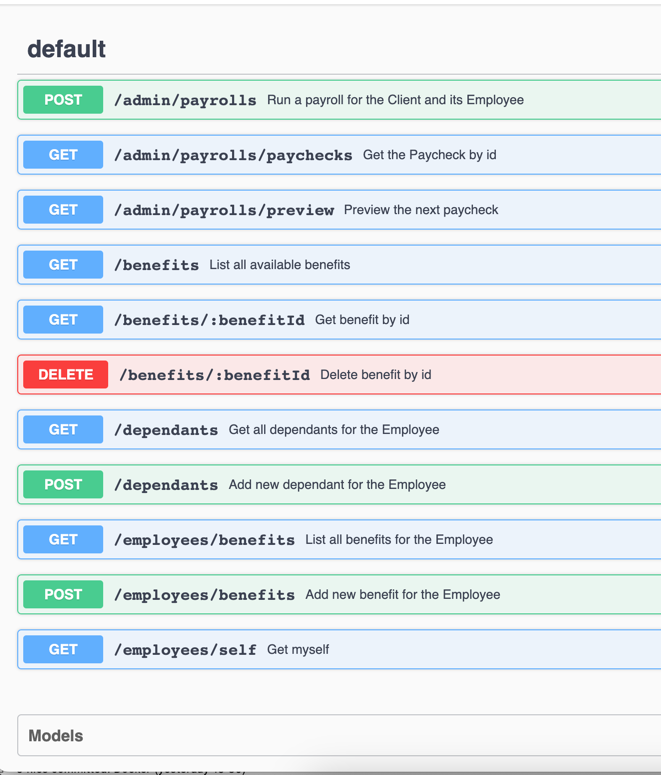 default
POST /admin/payrolls Run a payroll for the Client and its Employee
GET /admin/payrolls/paychecks Get the Paycheck by id
GET /admin/payrolls/preview Preview the next paycheck
GET /benefits List all available benefits
GET /benefits/:benefitId Get benefit by id
DELETE /benefits/:benefitId Delete benefit by id
GET /dependants Get all dependants for the Employee
POST /dependants Add new dependant for the Employee
GET /employees/benefits List all benefits for the Employee
POST /employees/benefits Add new benefit for the Employee
GET /employees/self Get myself
Models